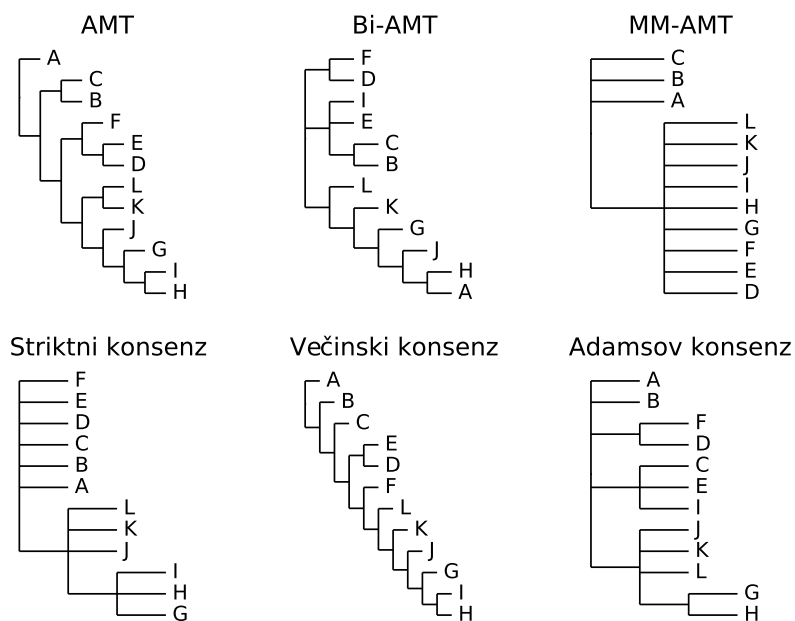 AMT
A
C
B
F
E
D
L
K
J
G
I
H
Bi-AMT
F
D
I
E
C
B
L
K
G
J
H
A
MM-AMT
C
B
A
L
K
J
I
H
G
F
E
D
Striktni konsenz
F
E
D
C
B
A
L
K
J
I
H
G
Večinski konsenz
A
B
C
E
D
F
L
K
J
G
I
H
Adamsov konsenz
A
B
F
D
C
E
I
J
K
L
G
H